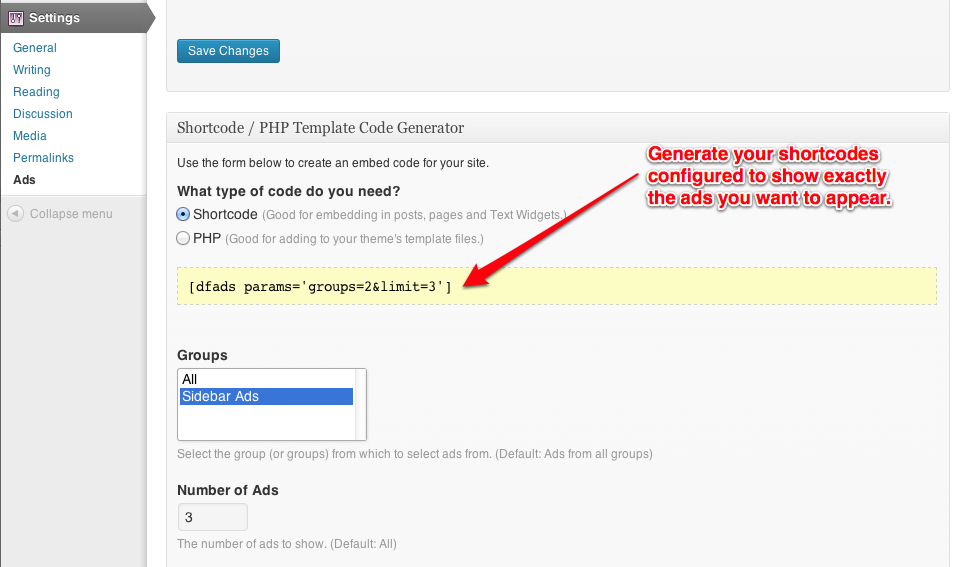 Settings
General
Writing
Reading
Discussion
Media
Permalinks
Ads
Collapse menu
Save Changes
Shortcode / PHP Template Code Generator
Use the form below to create an embed code for your site.
What type of code do you need?
Shortcode (Good for embedding in posts, pages and Text Widgets.)
PHP (Good for adding to your theme's template files.)
Generate your shortcodes
configured to show exactly
the ads you want to appear.
[dfads params='groups=2&limit=3']
Groups
All
Sidebar Ads
Select the group (or groups) from which to select ads from. (Default: Ads from all groups)
Number of Ads
3
The number of ads to show. (Default: All)